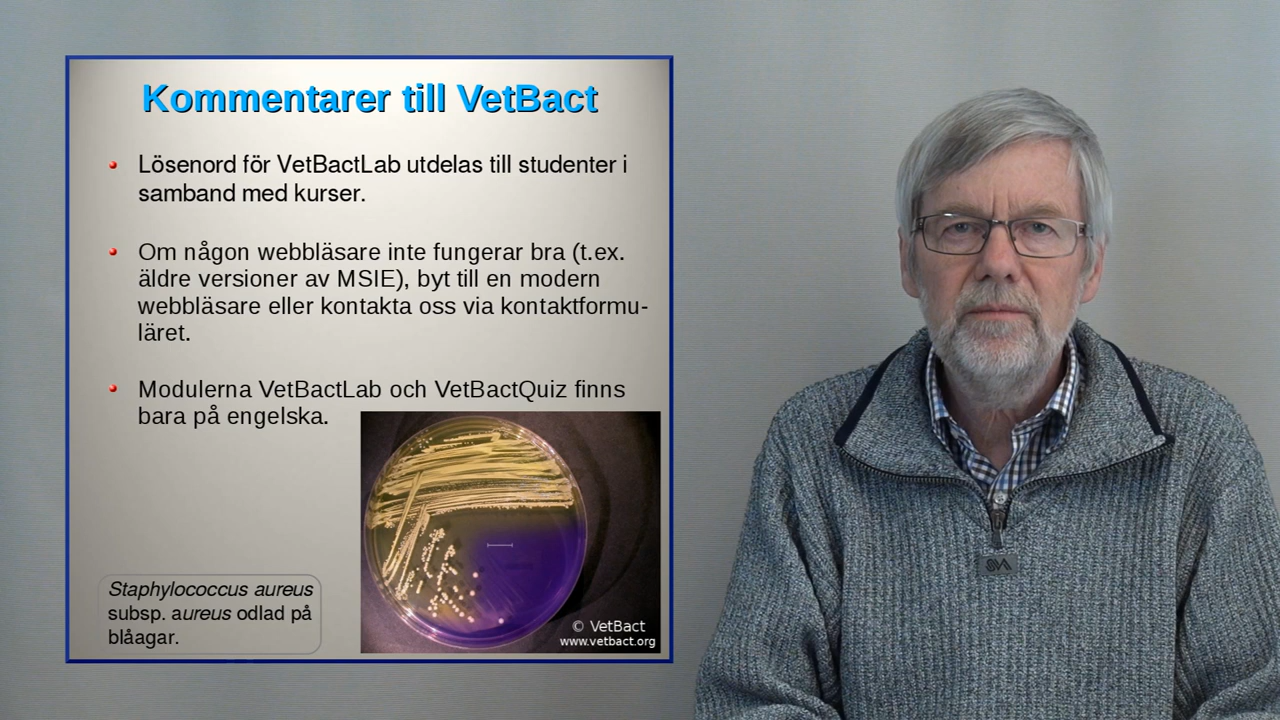 Kommentarer till VetBact
Lösenord för VetBactLab utdelas till studenter i
samband med kurser.
Om någon webbläsare inte fungerar bra (t.ex.
äldre versioner av MSIE), byt till en modern
webbläsare eller kontakta oss via kontaktformu-
läret.
Modulerna VetBactLab och VetBactQuiz finns
bara på engelska.
Staphylococcus aureus
subsp. aureus odlad på
blåagar.
© VetBact
www.vetbact.org
SVA